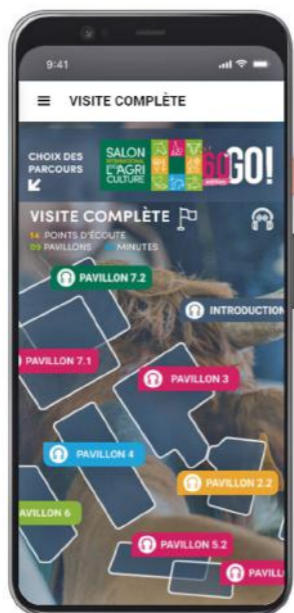 9:41
VISITE COMPLÈTE
CHOIX DES
PARCOURS
SALON
INTERNATIONAL
DE L'AGRI
CULTURE
60
GO!
VISITE COMPLÈTE
14 POINTS D'ÉCOUTE
09 PAVILLONS
MINUTES
PAVILLON 7.2
INTRODUCTION
PAVILLON 7.1
PAVILLON 3
PAVILLON 4
PAVILLON 2.2
AVILLON 6
PAVILLON 5.2
PAVILL